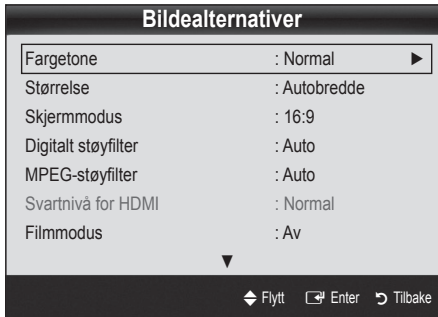 Bildealternativer
Fargetone : Normal ►
Størrelse : Autobredde
Skjermmodus : 16:9
Digitalt støyfilter : Auto
MPEG-støyfilter : Auto
Svartnivå for HDMI : Normal
Filmmodus : Av
▼
Flytt Enter Tilbake